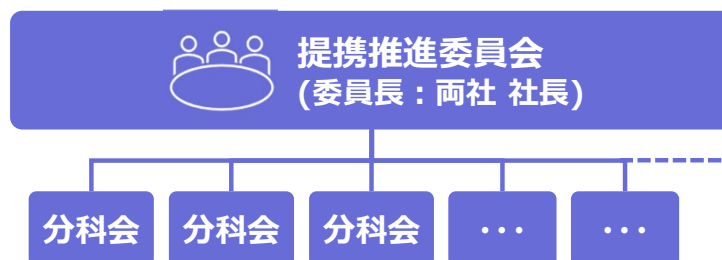 提携推進委員会
(委員長：両社 社長)
分科会 分科会 分科会 ・・・ ・・・